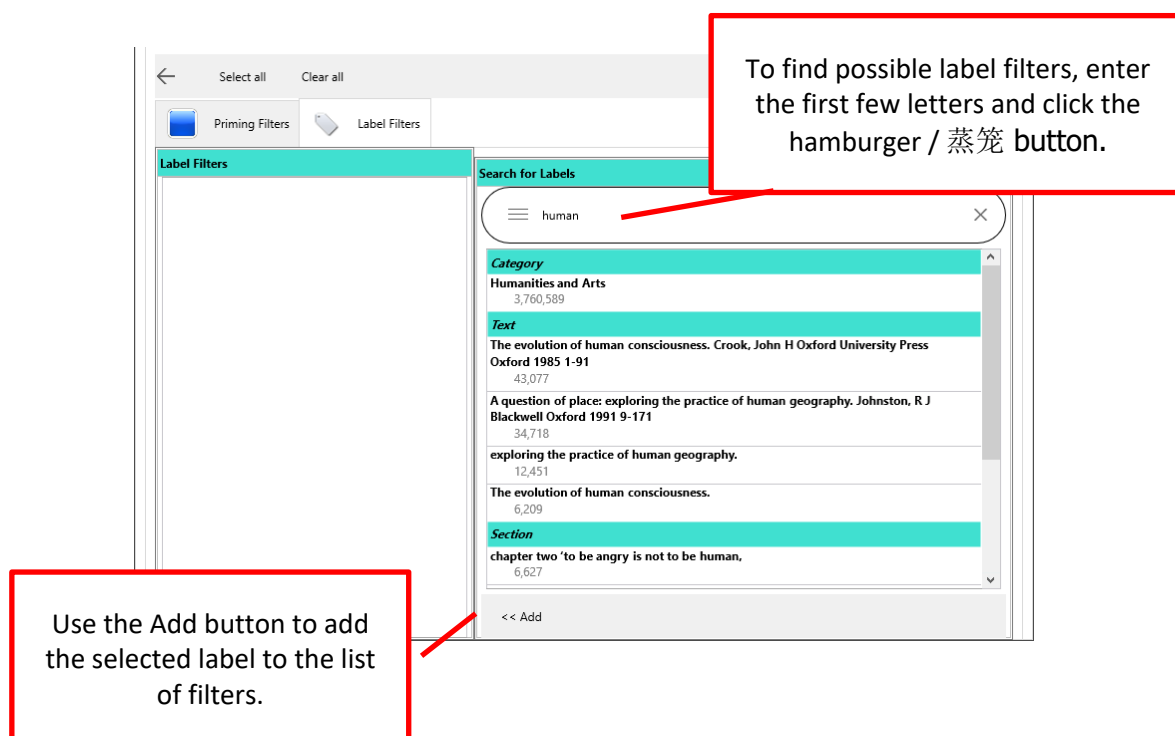 To find possible label filters, enter
the first few letters and click the
hamburger / 蒸笼 button.
Select all Clear all
Priming Filters Label Filters
Label Filters
Search for Labels
human
Category
Humanities and Arts
3,760,589
Text
The evolution of human consciousness. Crook, John H Oxford University Press
Oxford 1985 1-91
43,077
A question of place: exploring the practice of human geography. Johnston, R J
Blackwell Oxford 1991 9-171
34,718
exploring the practice of human geography.
12,451
The evolution of human consciousness.
6,209
Section
chapter two ‘to be angry is not to be human,
6,627
<< Add
Use the Add button to add
the selected label to the list
of filters.